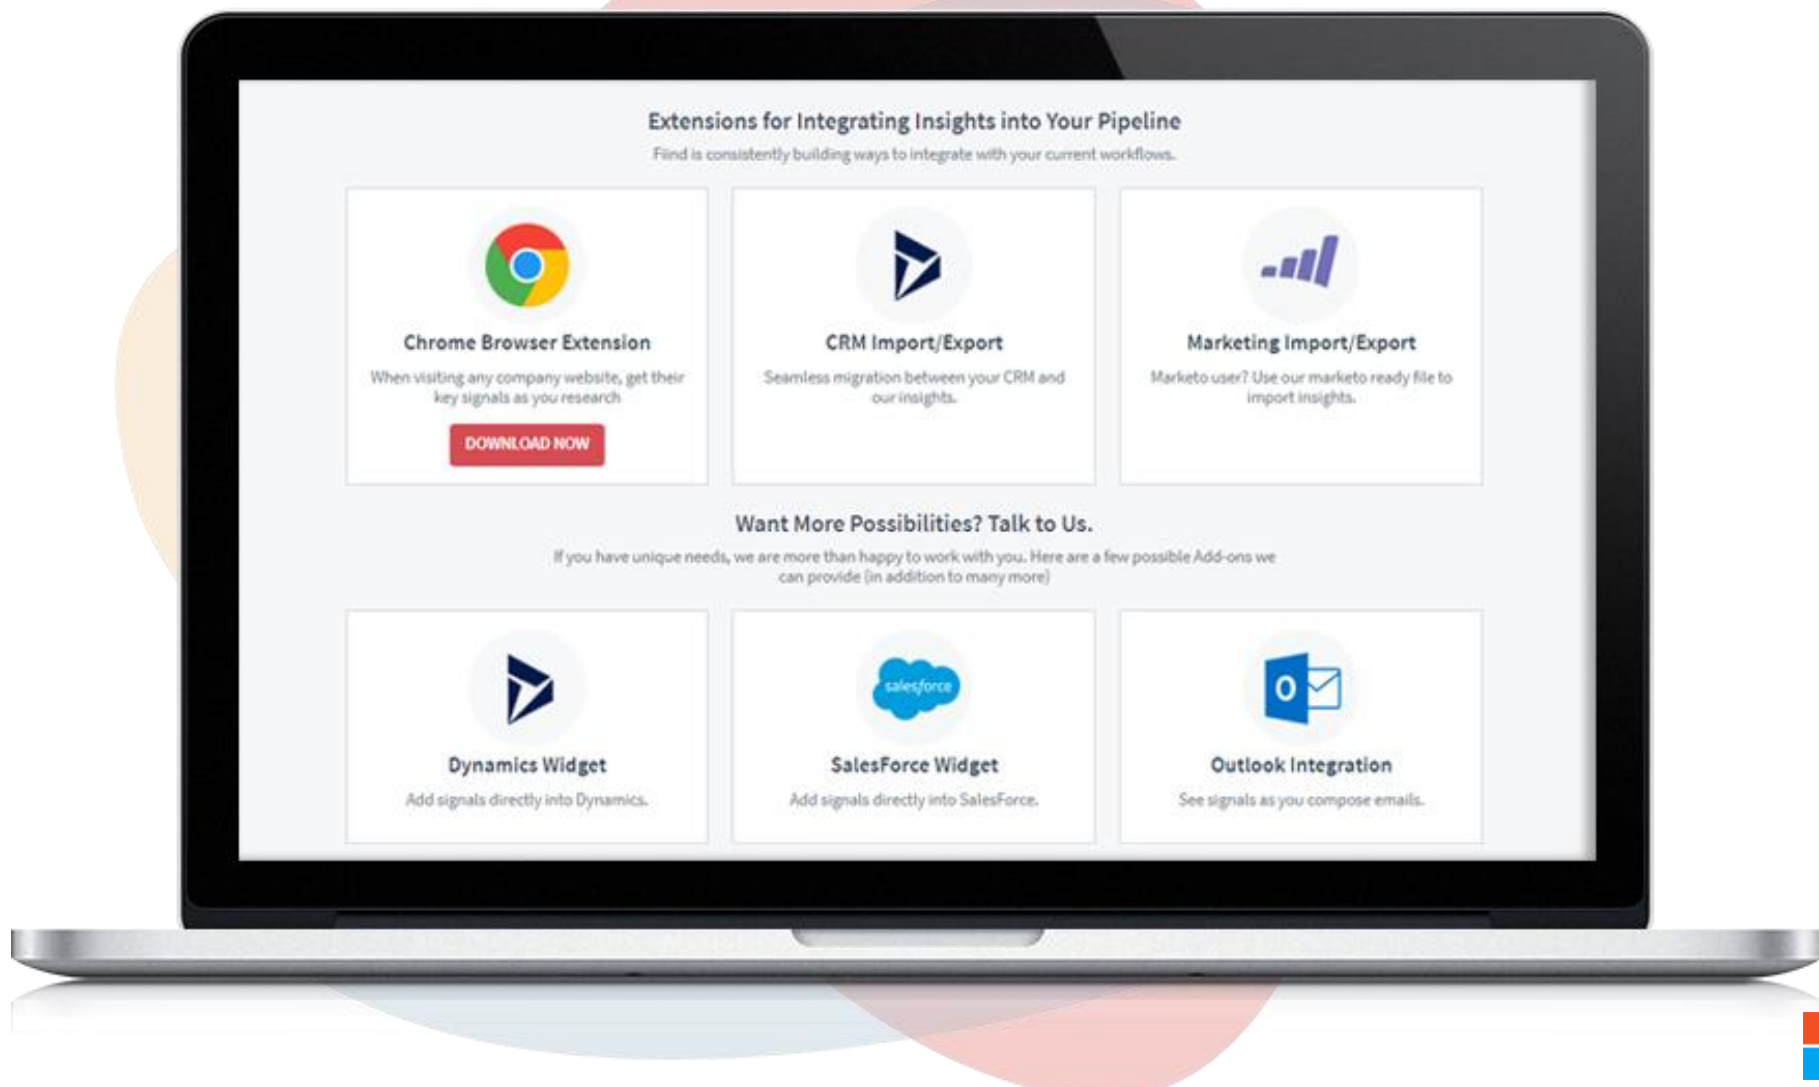 Extensions for Integrating Insights into Your Pipeline
Fiind is consistently building ways to integrate with your current workflows.
Chrome Browser Extension
When visiting any company website, get their
key signals as you research
DOWNLOAD NOW
CRM Import/Export
Seamless migration between your CRM and
our insights.
Marketing Import/Export
Marketo user? Use our marketo ready file to
import insights.
Want More Possibilities? Talk to Us.
If you have unique needs, we are more than happy to work with you. Here are a few possible Add-ons we
can provide (in addition to many more)
Dynamics Widget
Add signals directly into Dynamics.
salesforce
SalesForce Widget
Add signals directly into SalesForce.
O
Outlook Integration
See signals as you compose emails.